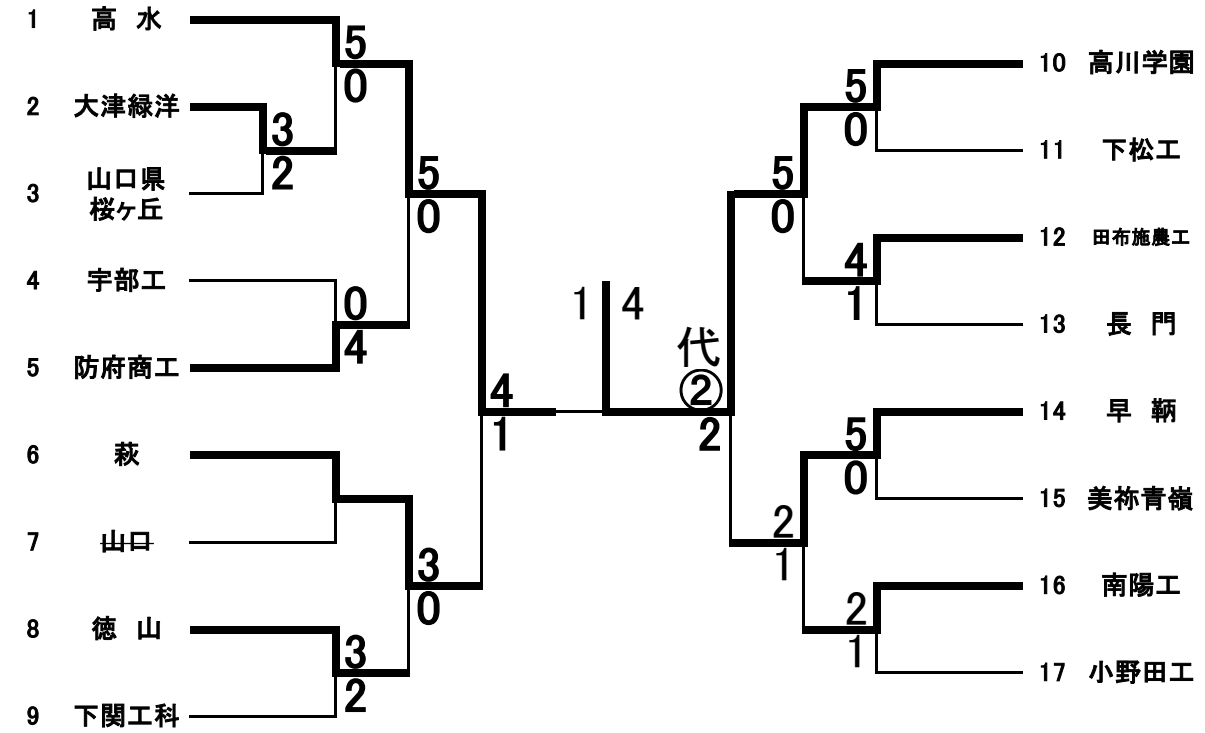 1 高 水
2 大津緑洋
3 山口県
桜ヶ丘
4 宇部工
5 防府商工
6 萩
7 山口
8 徳 山
9 下関工科
5
0
3
2
5
0
0
4
4
1
3
0
3
2
1 4
代
②
2
5
0
5
0
4
1
5
0
2
1
2
1
10 高川学園
11 下松工
12 田布施農工
13 長 門
14 早 鞆
15 美祢青嶺
16 南陽工
17 小野田工